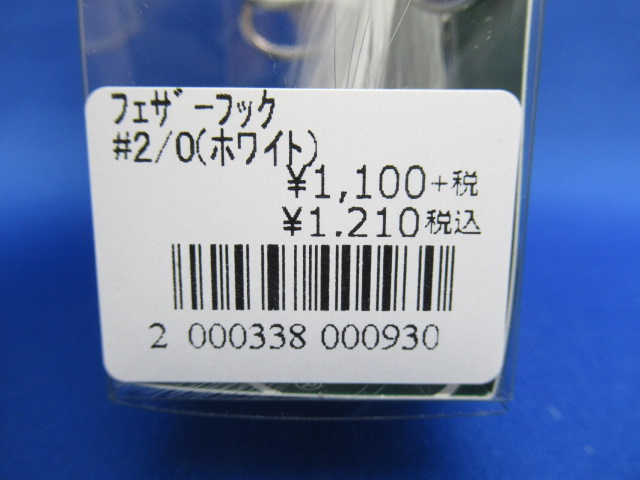 ﾌｪｻﾞｰﾌｯｸ
#2/0(ﾎﾜｲﾄ)
¥1,100+税
¥1.210税込
2 000338 000930